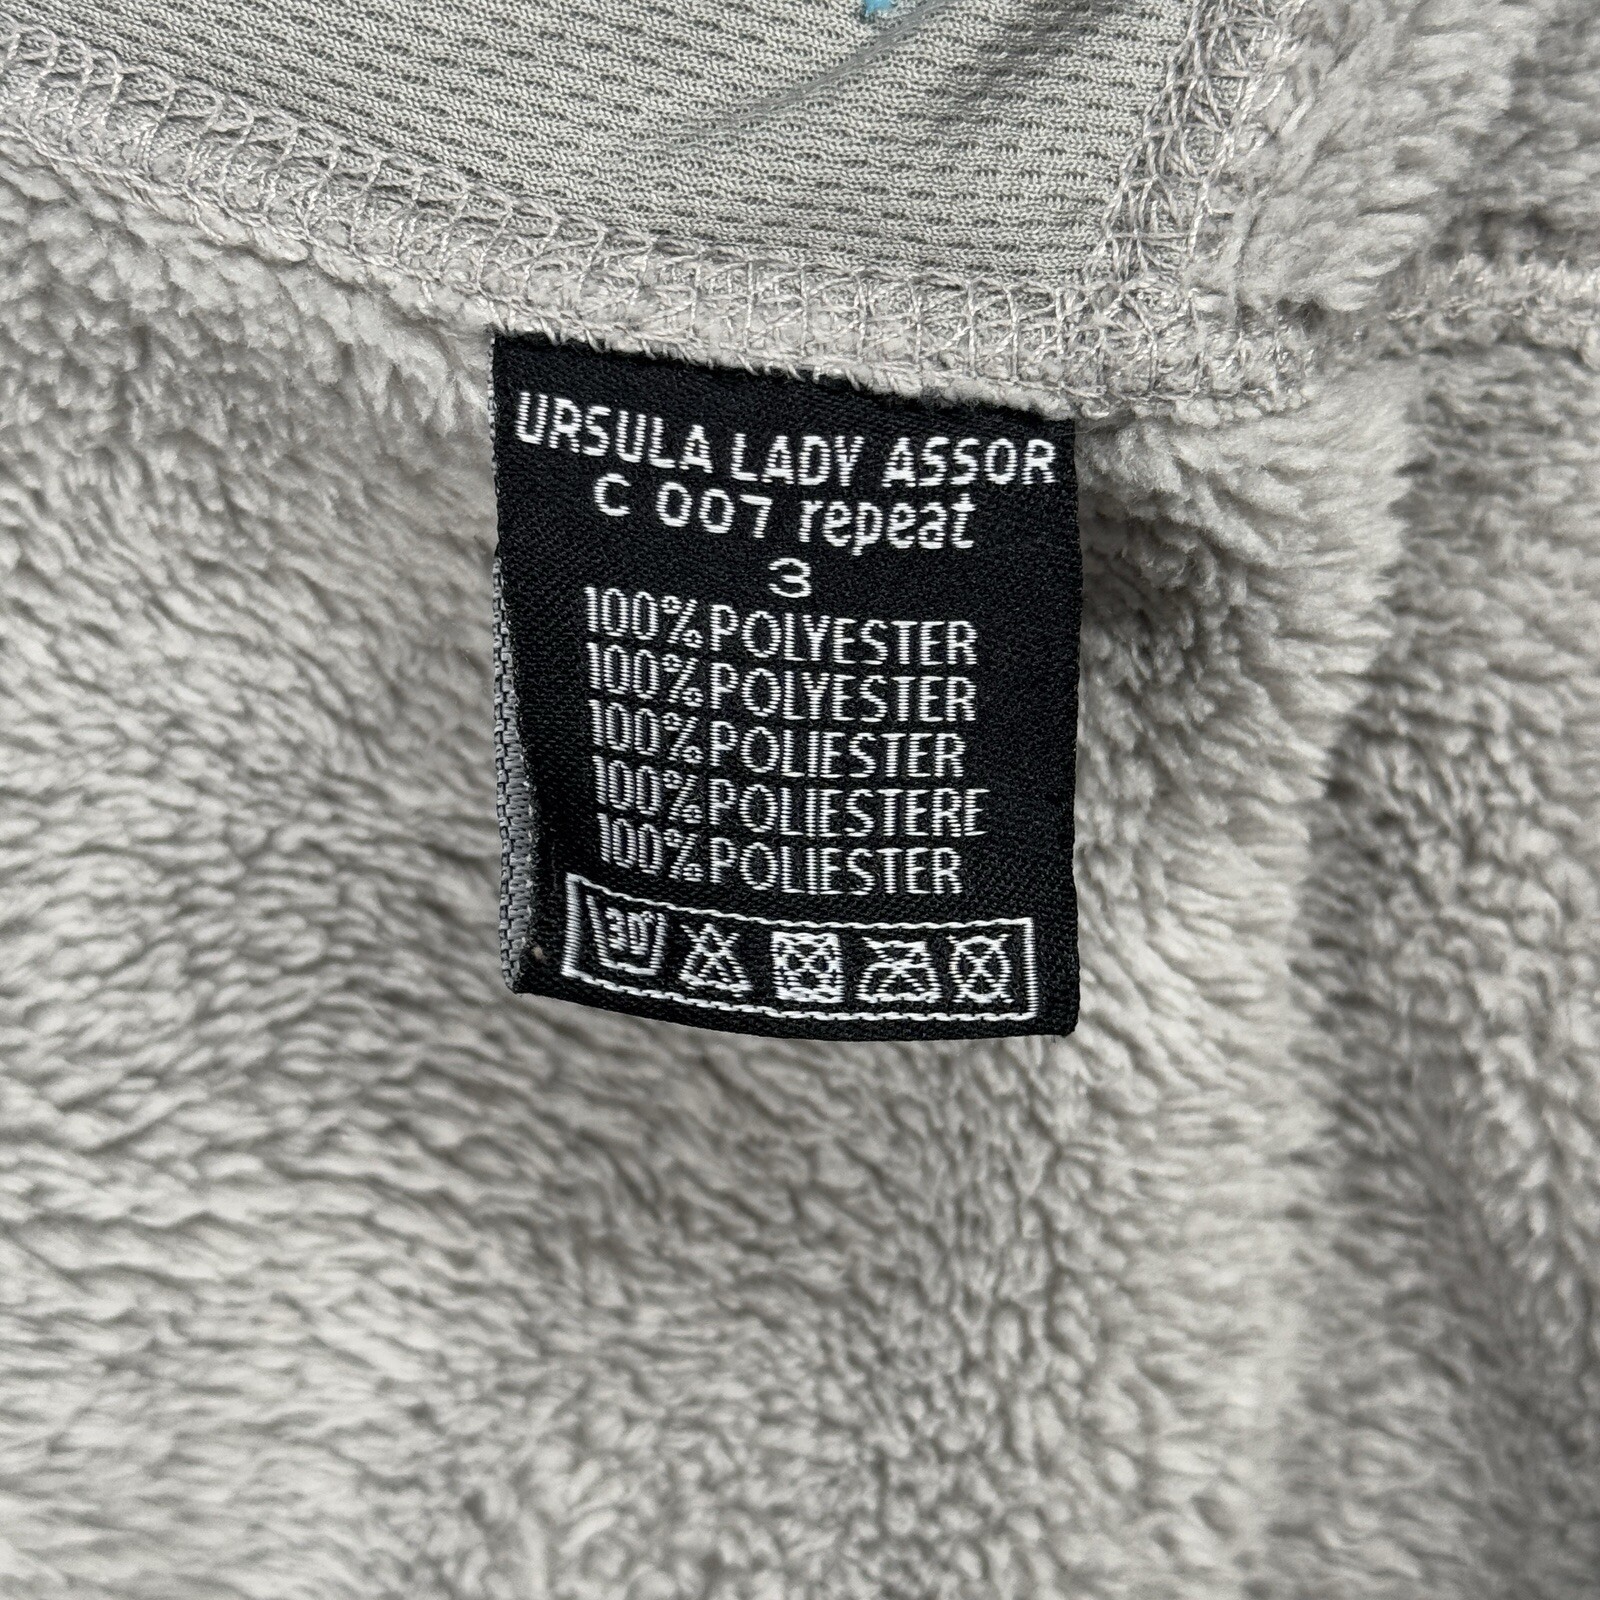 URSULA LADY ASSOR
C 007 repeat
3
100% POLYESTER
100% POLYESTER
100% POLIESTER
100% POLIESTERE
100% POLIESTER
30°